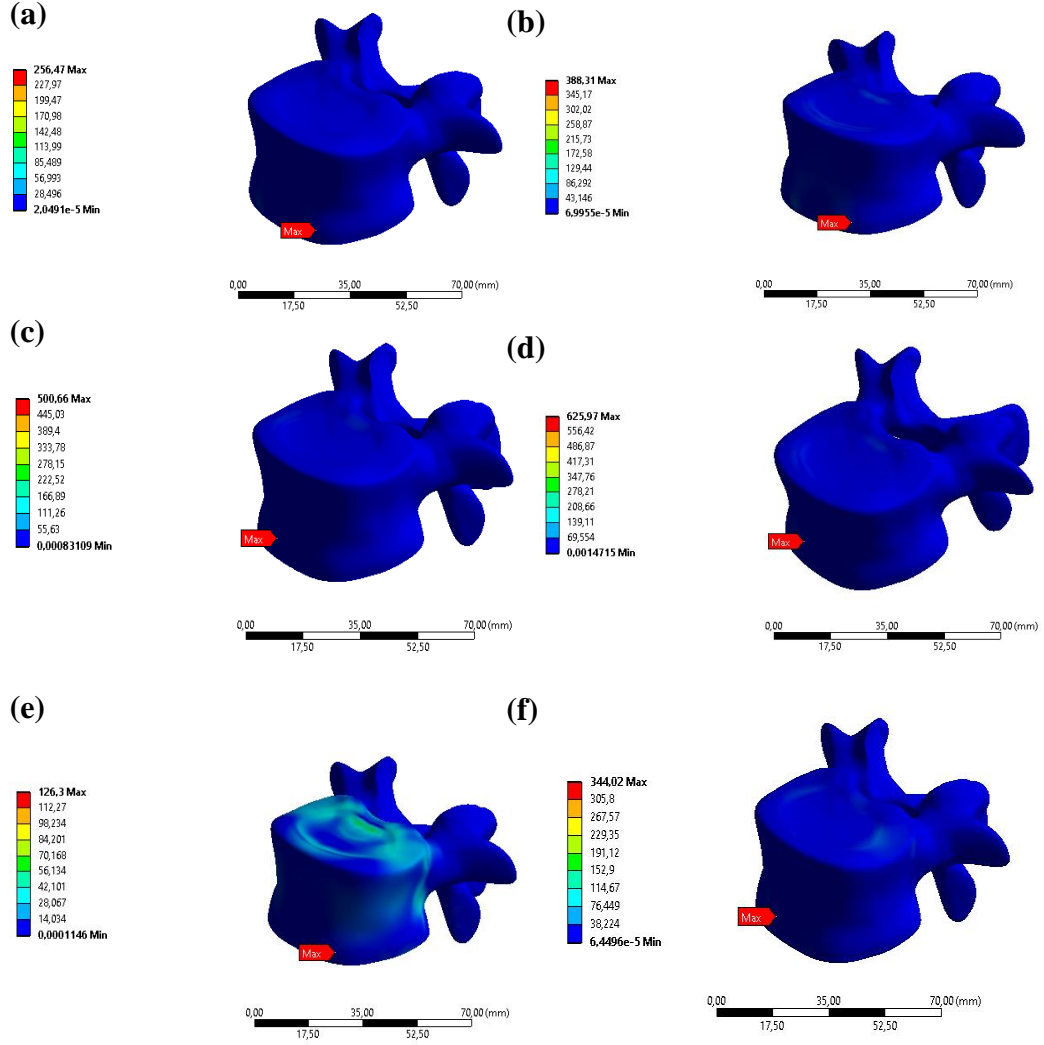 (a)
256,47 Max
227,97
199,47
170,98
142,48
113,99
85,489
56,993
28,496
2,0491e-5 Min
Max
0,00 35,00 70,00 (mm)
17,50 52,50
(b)
388,31 Max
345,17
302,02
258,87
215,73
172,58
129,44
86,292
43,146
6,9955e-5 Min
Max
0,00 35,00 70,00 (mm)
17,50 52,50
(c)
500,66 Max
445,03
389,4
333,78
278,15
222,52
166,89
111,26
55,63
0,00083109 Min
Max
0,00 35,00 70,00 (mm)
17,50 52,50
(d)
625,97 Max
556,42
486,87
417,31
347,76
278,21
208,66
139,11
69,554
0,0014715 Min
Max
0,00 35,00 70,00 (mm)
17,50 52,50
(e)
126,3 Max
112,27
98,234
84,201
70,168
56,134
42,101
28,067
14,034
0,0001146 Min
Max
0,00 35,00 70,00 (mm)
17,50 52,50
(f)
344,02 Max
305,8
267,57
229,35
191,12
152,9
114,67
76,449
38,224
6,4496e-5 Min
Max
0,00 35,00 70,00 (mm)
17,50 52,50